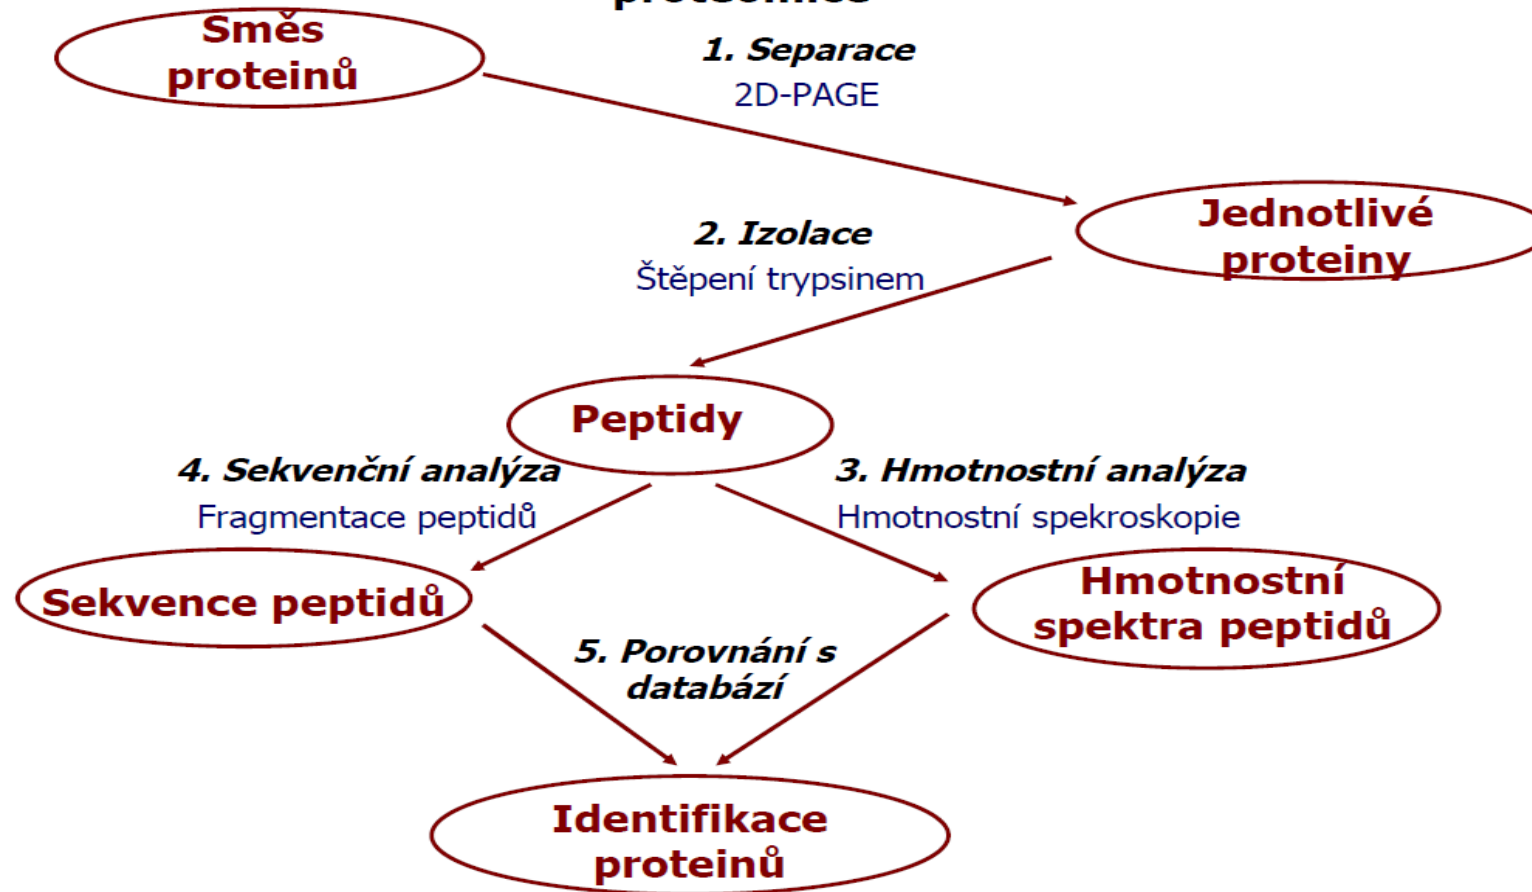 proteomice
Směs
proteinů
1. Separace
2D-PAGE
Jednotlivé
proteiny
2. Izolace
Štěpení trypsinem
Peptidy
4. Sekvenční analýza
Fragmentace peptidů
3. Hmotnostní analýza
Hmotnostní spekroskopie
Sekvence peptidů
Hmotnostní
spektra peptidů
5. Porovnání s
databází
Identifikace
proteinů